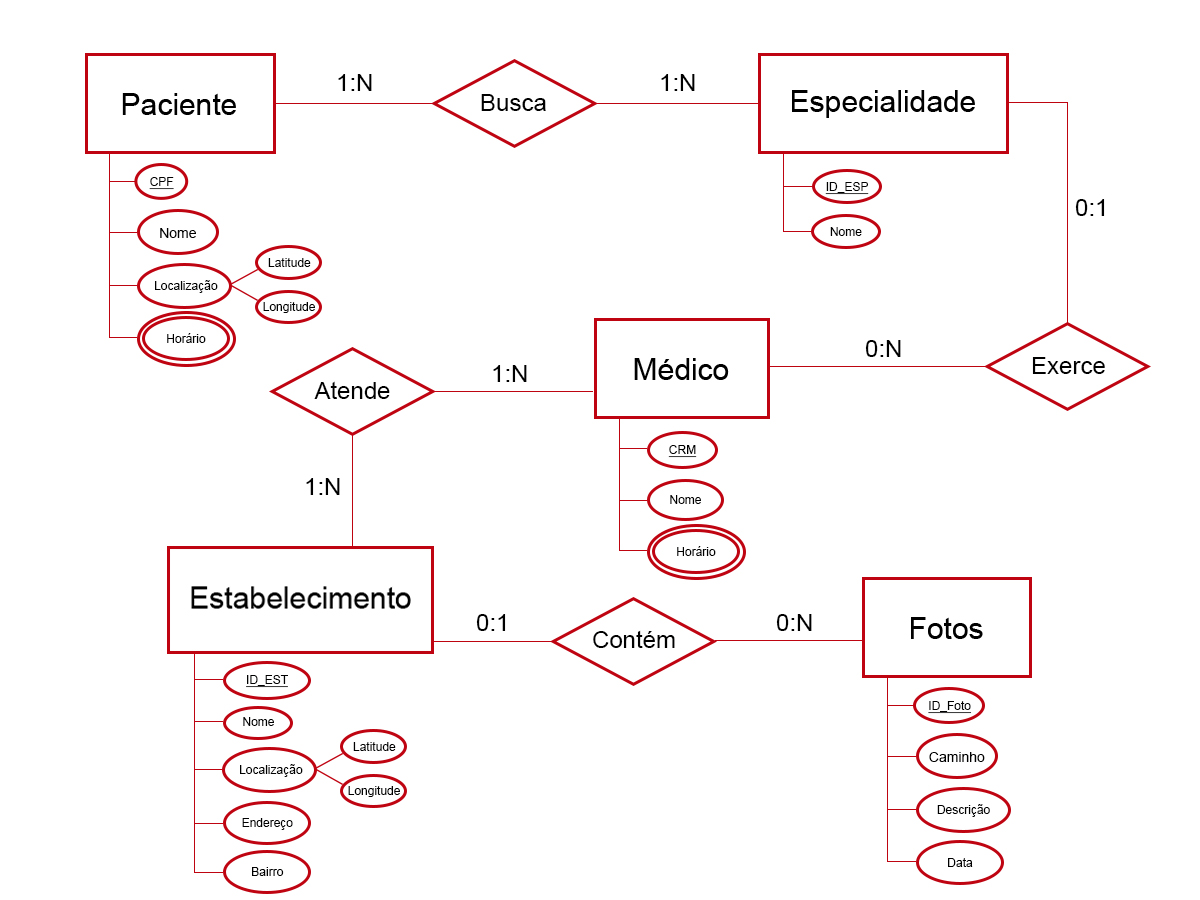 Paciente
1:N
Busca
1:N
Especialidade
CPF
Nome
Localização
Latitude
Longitude
Horário
ID_ESP
Nome
0:1
Exerce
0:N
Médico
1:N
Atende
CRM
Nome
Horário
1:N
Estabelecimento
0:1
Contém
0:N
Fotos
ID_EST
Nome
Localização
Latitude
Longitude
Endereço
Bairro
ID_Foto
Caminho
Descrição
Data